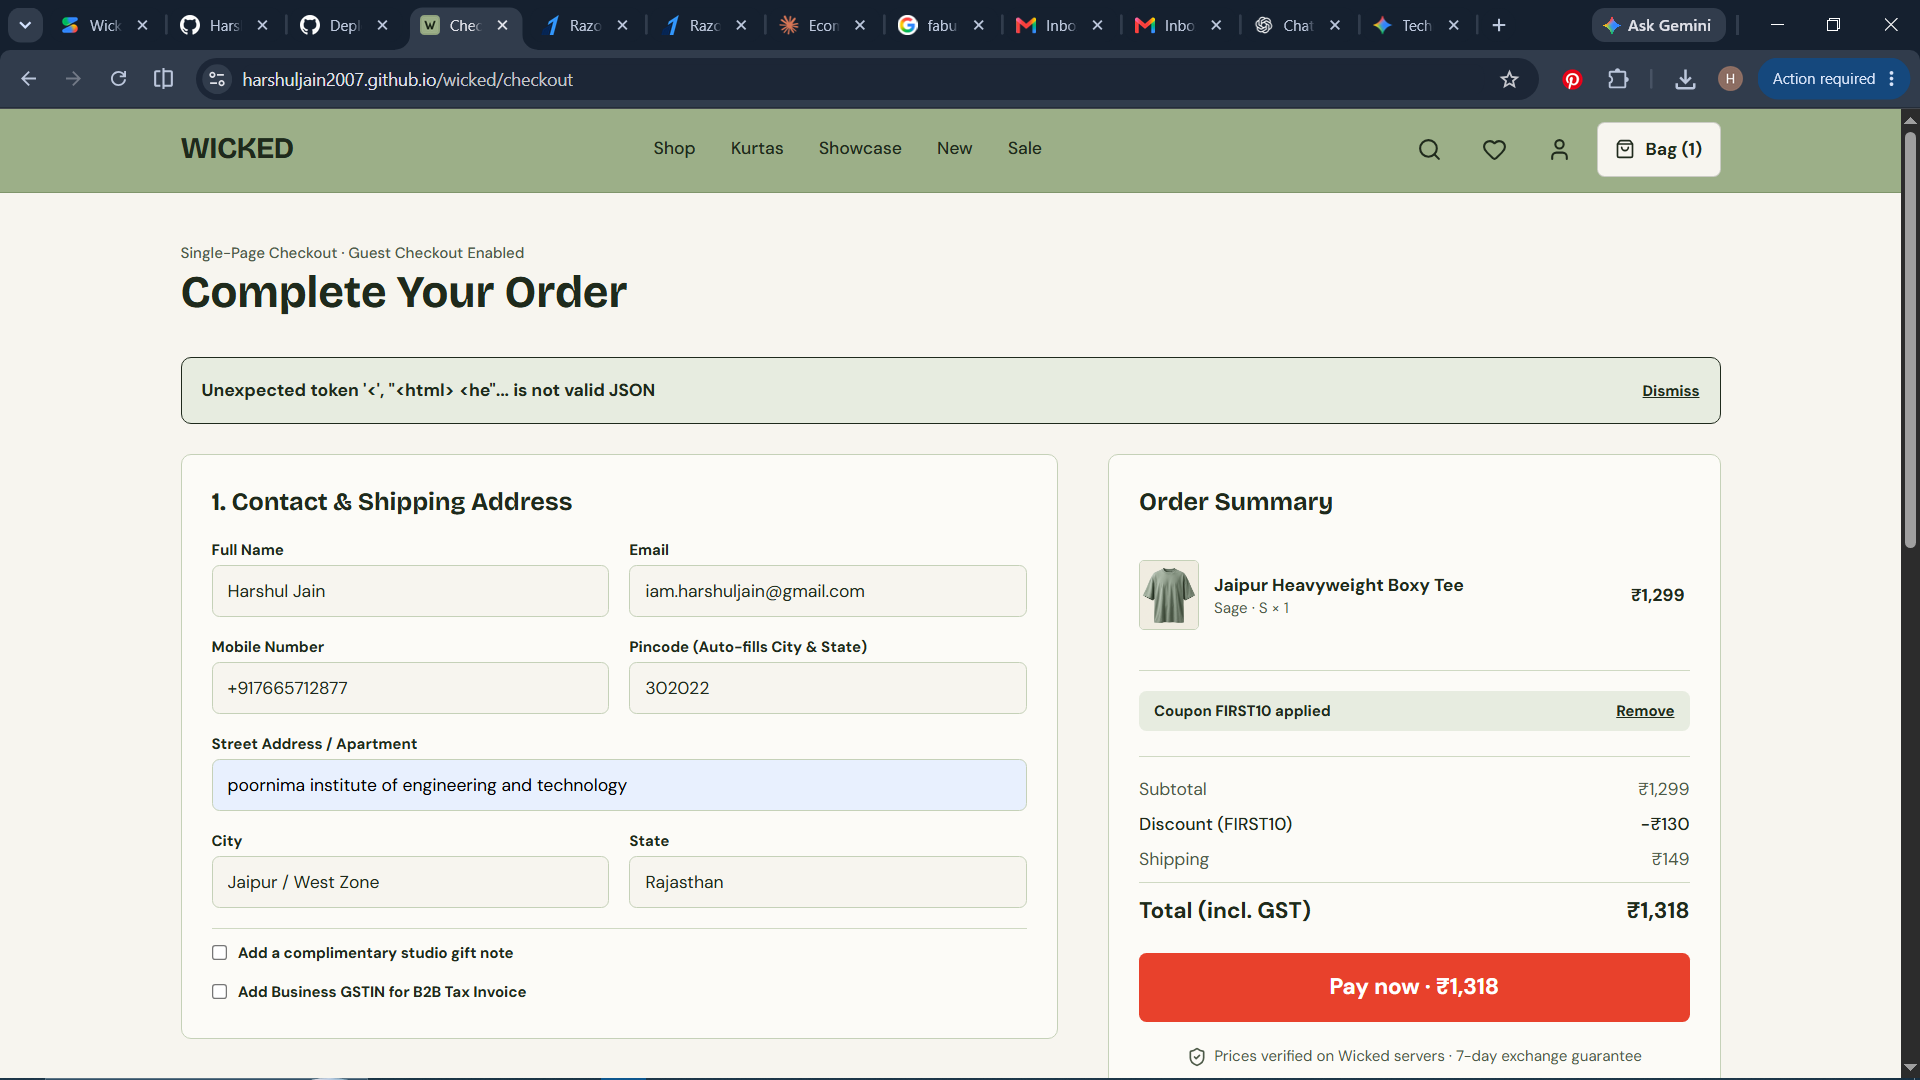 Wick
Hars
Depl
Chec
Razo
Razo
Econ
fabu
Inbo
Inbo
Chat
Tech
Ask Gemini
harshuljain2007.github.io/wicked/checkout
H
Action required
WICKED
Shop
Kurtas
Showcase
New
Sale
Bag (1)
Single-Page Checkout · Guest Checkout Enabled
Complete Your Order
Unexpected token '<', "<html> <he"... is not valid JSON
Dismiss
1. Contact & Shipping Address
Full Name
Email
Harshul Jain
iam.harshuljain@gmail.com
Mobile Number
Pincode (Auto-fills City & State)
+917665712877
302022
Street Address / Apartment
poornima institute of engineering and technology
City
State
Jaipur / West Zone
Rajasthan
Add a complimentary studio gift note
Add Business GSTIN for B2B Tax Invoice
Order Summary
Jaipur Heavyweight Boxy Tee
Sage · S × 1
₹1,299
Coupon FIRST10 applied
Remove
Subtotal
₹1,299
Discount (FIRST10)
-₹130
Shipping
₹149
Total (incl. GST)
₹1,318
Pay now · ₹1,318
Prices verified on Wicked servers · 7-day exchange guarantee